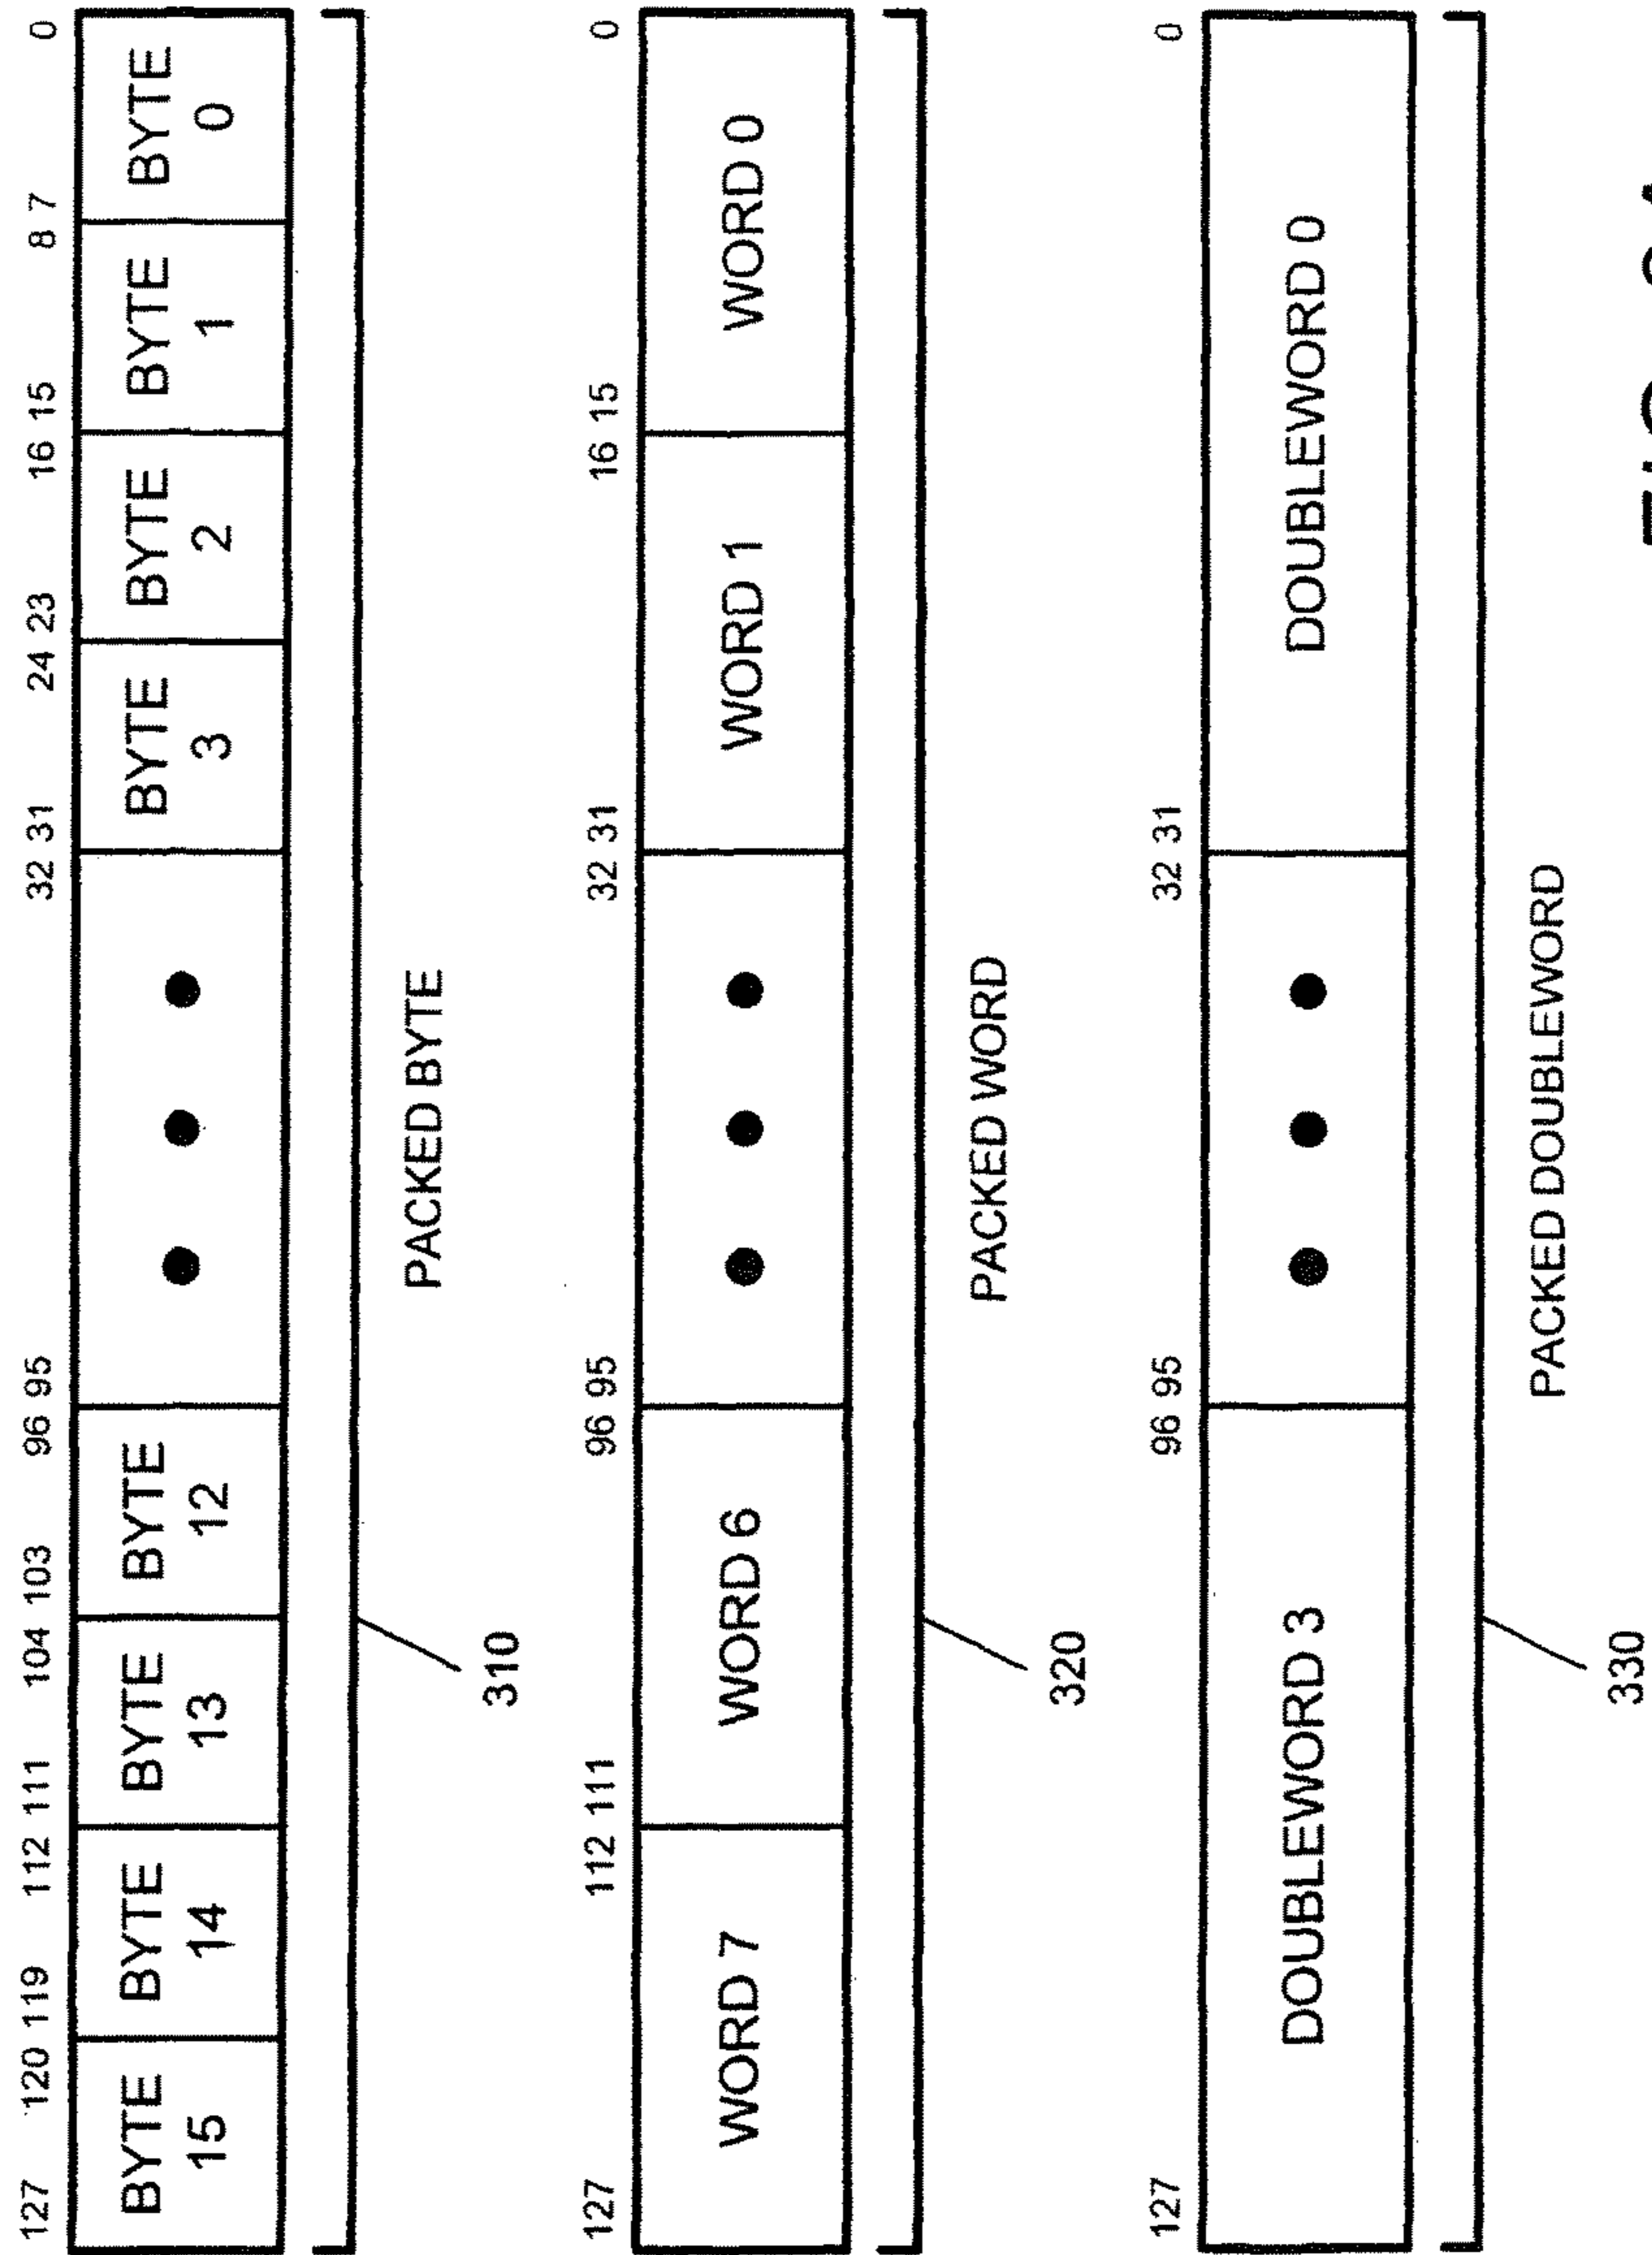 127 120 119 112 111 104 103 96 95 32 31 24 23 16 15 8 7 0
BYTE BYTE BYTE BYTE BYTE BYTE BYTE BYTE
15 14 13 12 3 2 1 0
PACKED BYTE
310
127 112 111 96 95 32 31 16 15 0
WORD 7 WORD 6 WORD 1 WORD 0
PACKED WORD
320
127 96 95 32 31 0
DOUBLEWORD 3 DOUBLEWORD 0
PACKED DOUBLEWORD
330